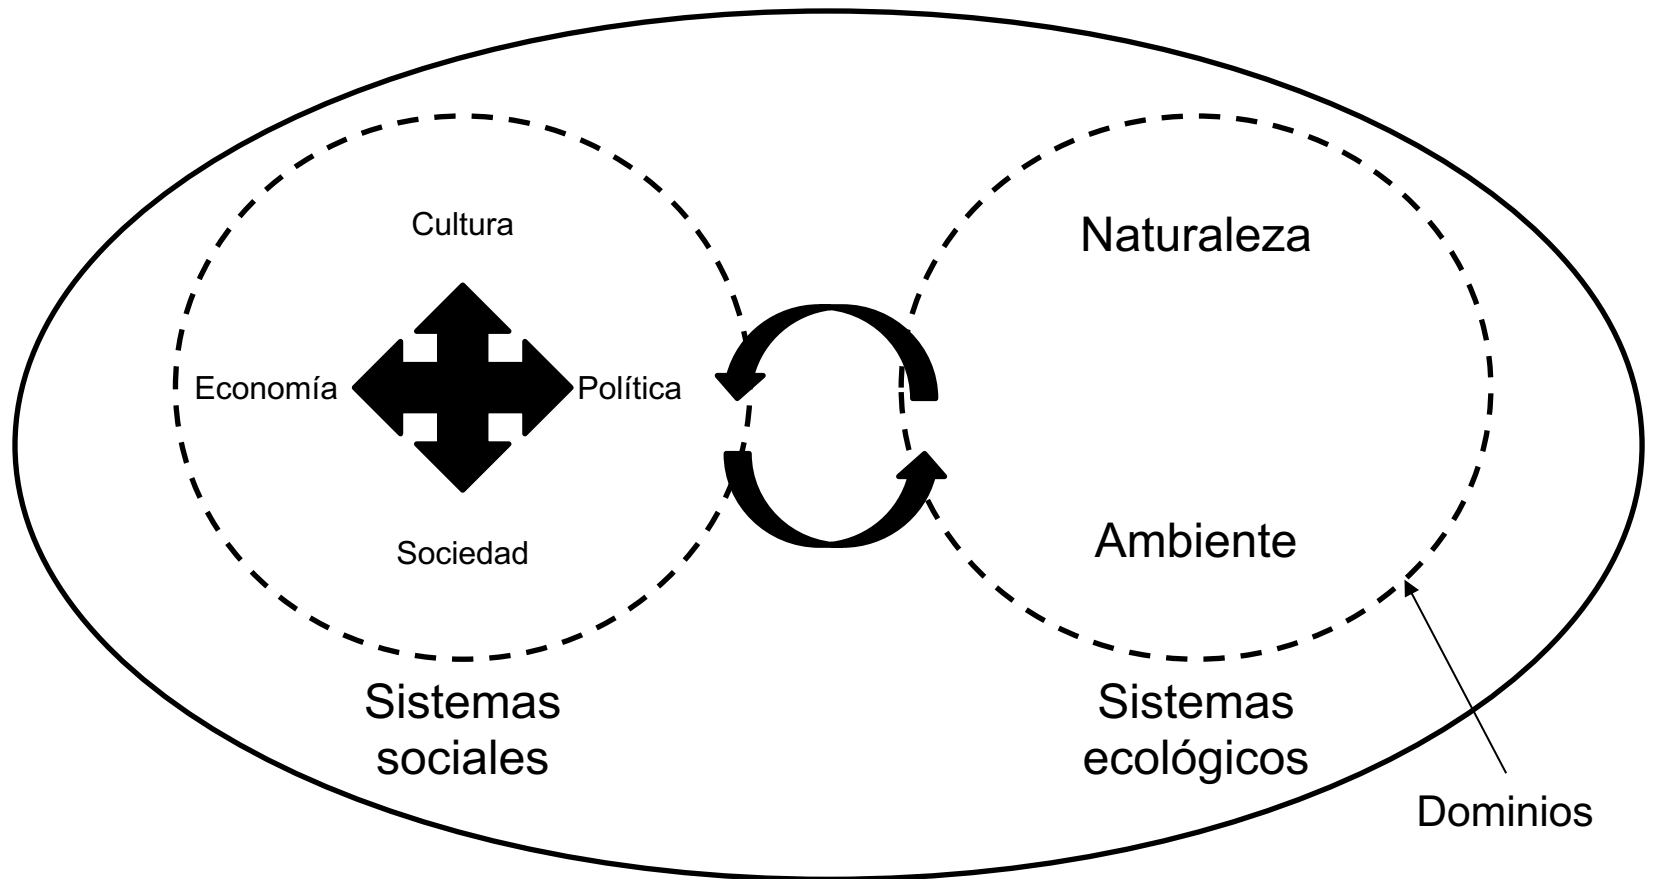 Cultura
Economía
Política
Sociedad
Sistemas
sociales
Naturaleza
Ambiente
Sistemas
ecológicos
Dominios